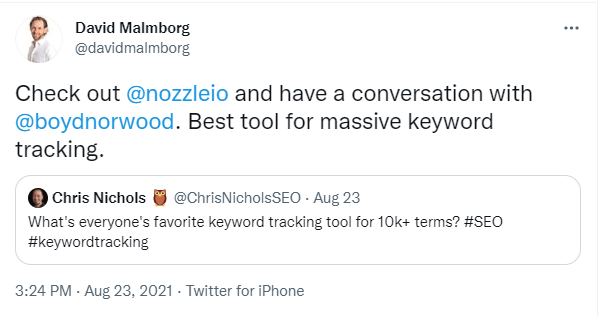 David Malmborg
@davidmalmborg
Check out @nozzleio and have a conversation with
@boydnorwood. Best tool for massive keyword
tracking.
Chris Nichols 🦉 @ChrisNicholsSEO · Aug 23
What's everyone's favorite keyword tracking tool for 10k+ terms? #SEO
#keywordtracking
3:24 PM · Aug 23, 2021 · Twitter for iPhone